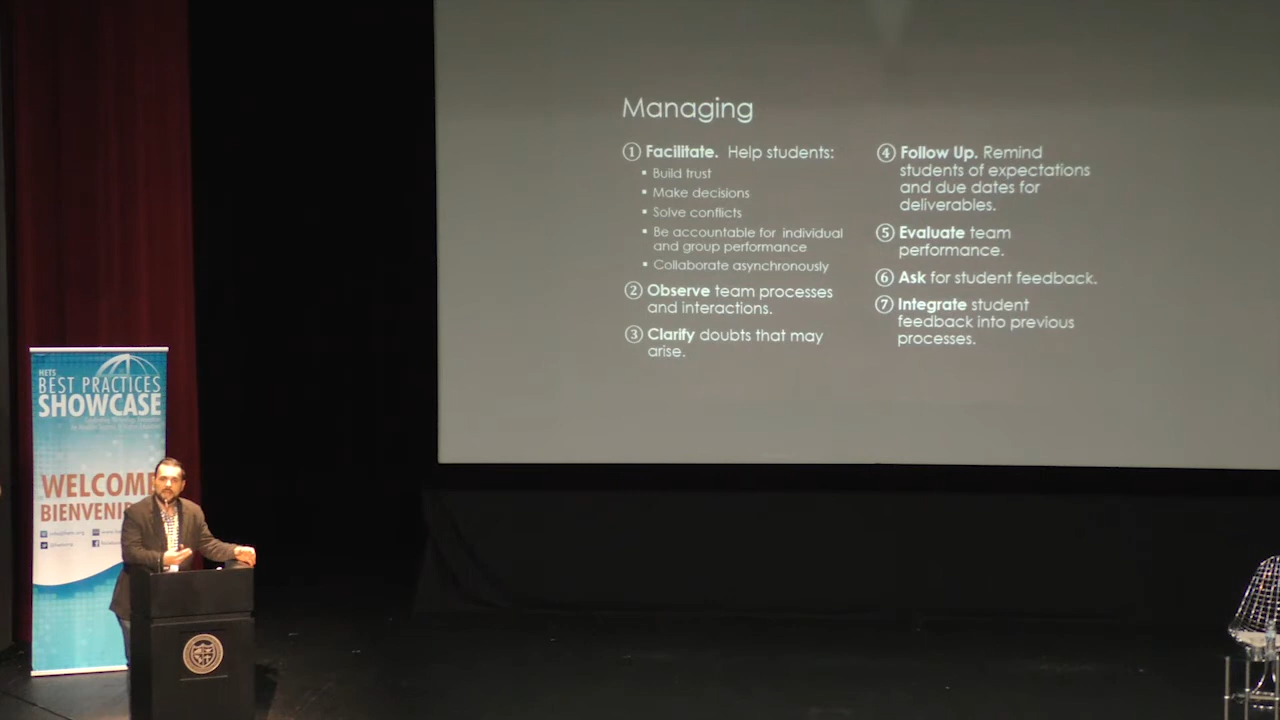 Managing
① Facilitate. Help students:
▪ Build trust
▪ Make decisions
▪ Solve conflicts
▪ Be accountable for individual
and group performance
▪ Collaborate asynchronously
② Observe team processes
and interactions.
③ Clarify doubts that may
arise.
④ Follow Up. Remind
students of expectations
and due dates for
deliverables.
⑤ Evaluate team
performance.
⑥ Ask for student feedback.
⑦ Integrate student
feedback into previous
processes.
HETS
BEST PRACTICES
SHOWCASE
WELCOME
BIENVENI